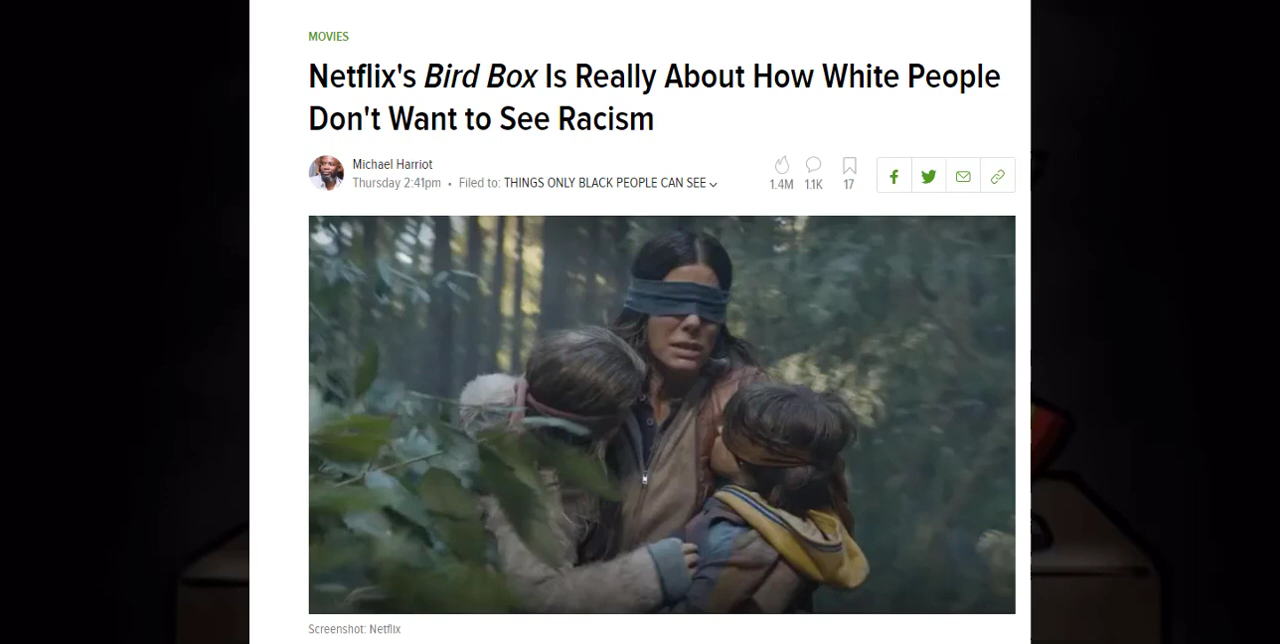 MOVIES
Netflix's Bird Box Is Really About How White People
Don't Want to See Racism
Michael Harriot
Thursday 2:41pm • Filed to: THINGS ONLY BLACK PEOPLE CAN SEE
1.4M 1.1K 17
Screenshot: Netflix